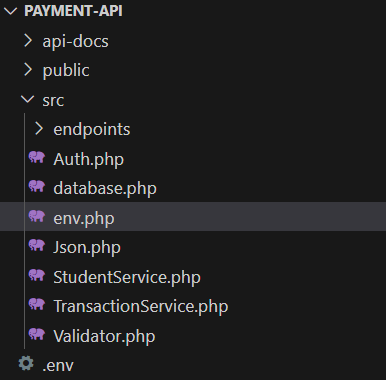 PAYMENT-API
api-docs
public
src
endpoints
Auth.php
database.php
env.php
Json.php
StudentService.php
TransactionService.php
Validator.php
.env